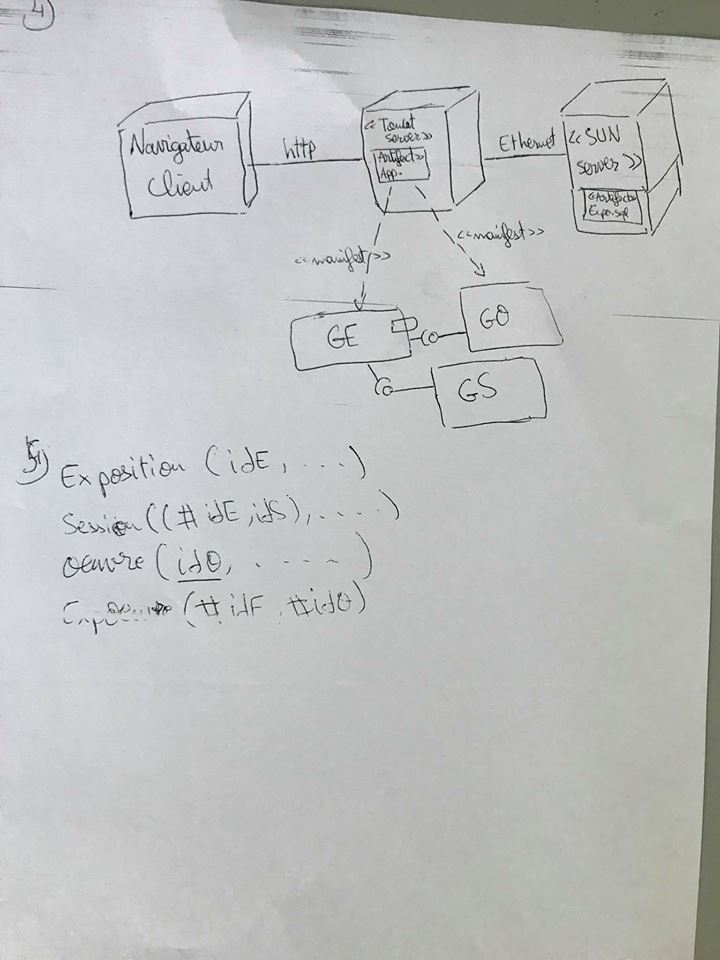 4)
Navigateur
Client
http
<<Tomcat
server>>
Artifact>>
App.
Ethernet
<<SUN
server>>
<<Artifact>>
Expo.sql
<<manifest>>
<<manifest>>
GE
GO
GS
5)
Exposition (idE, ...)
Session((#idE,idS), ....)
oeuvre (idO, ......)
(#idE, #idO)